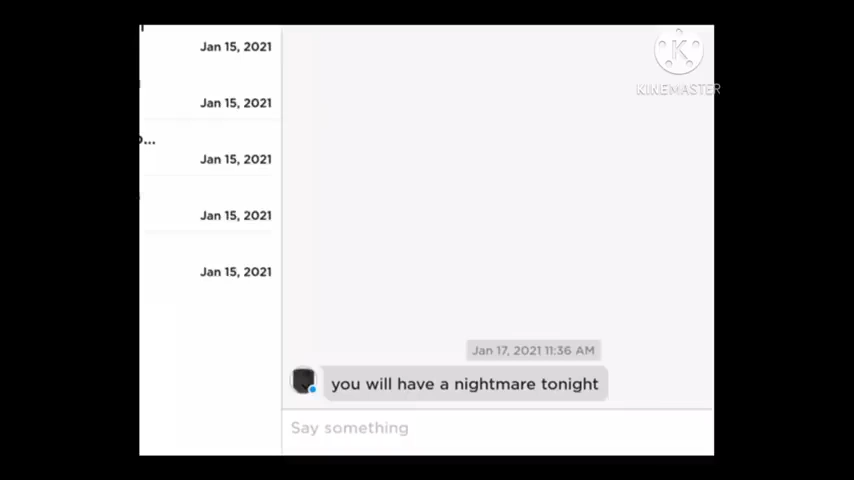 Jan 15, 2021
Jan 15, 2021
Jan 15, 2021
Jan 15, 2021
Jan 15, 2021
K
KINEMASTER
Jan 17, 2021 11:36 AM
you will have a nightmare tonight
Say something